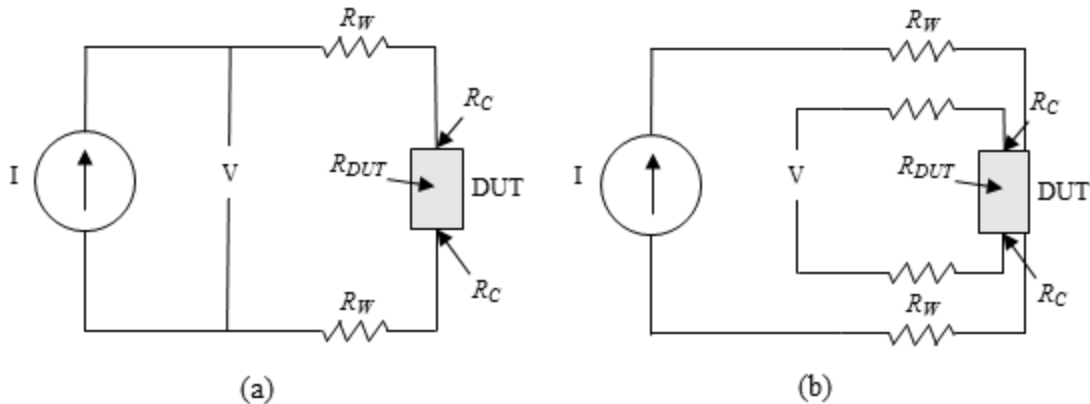 R_W
R_C
I
V
R_DUT
DUT
R_C
R_W
(a)
R_W
R_C
I
V
R_DUT
DUT
R_C
R_W
(b)